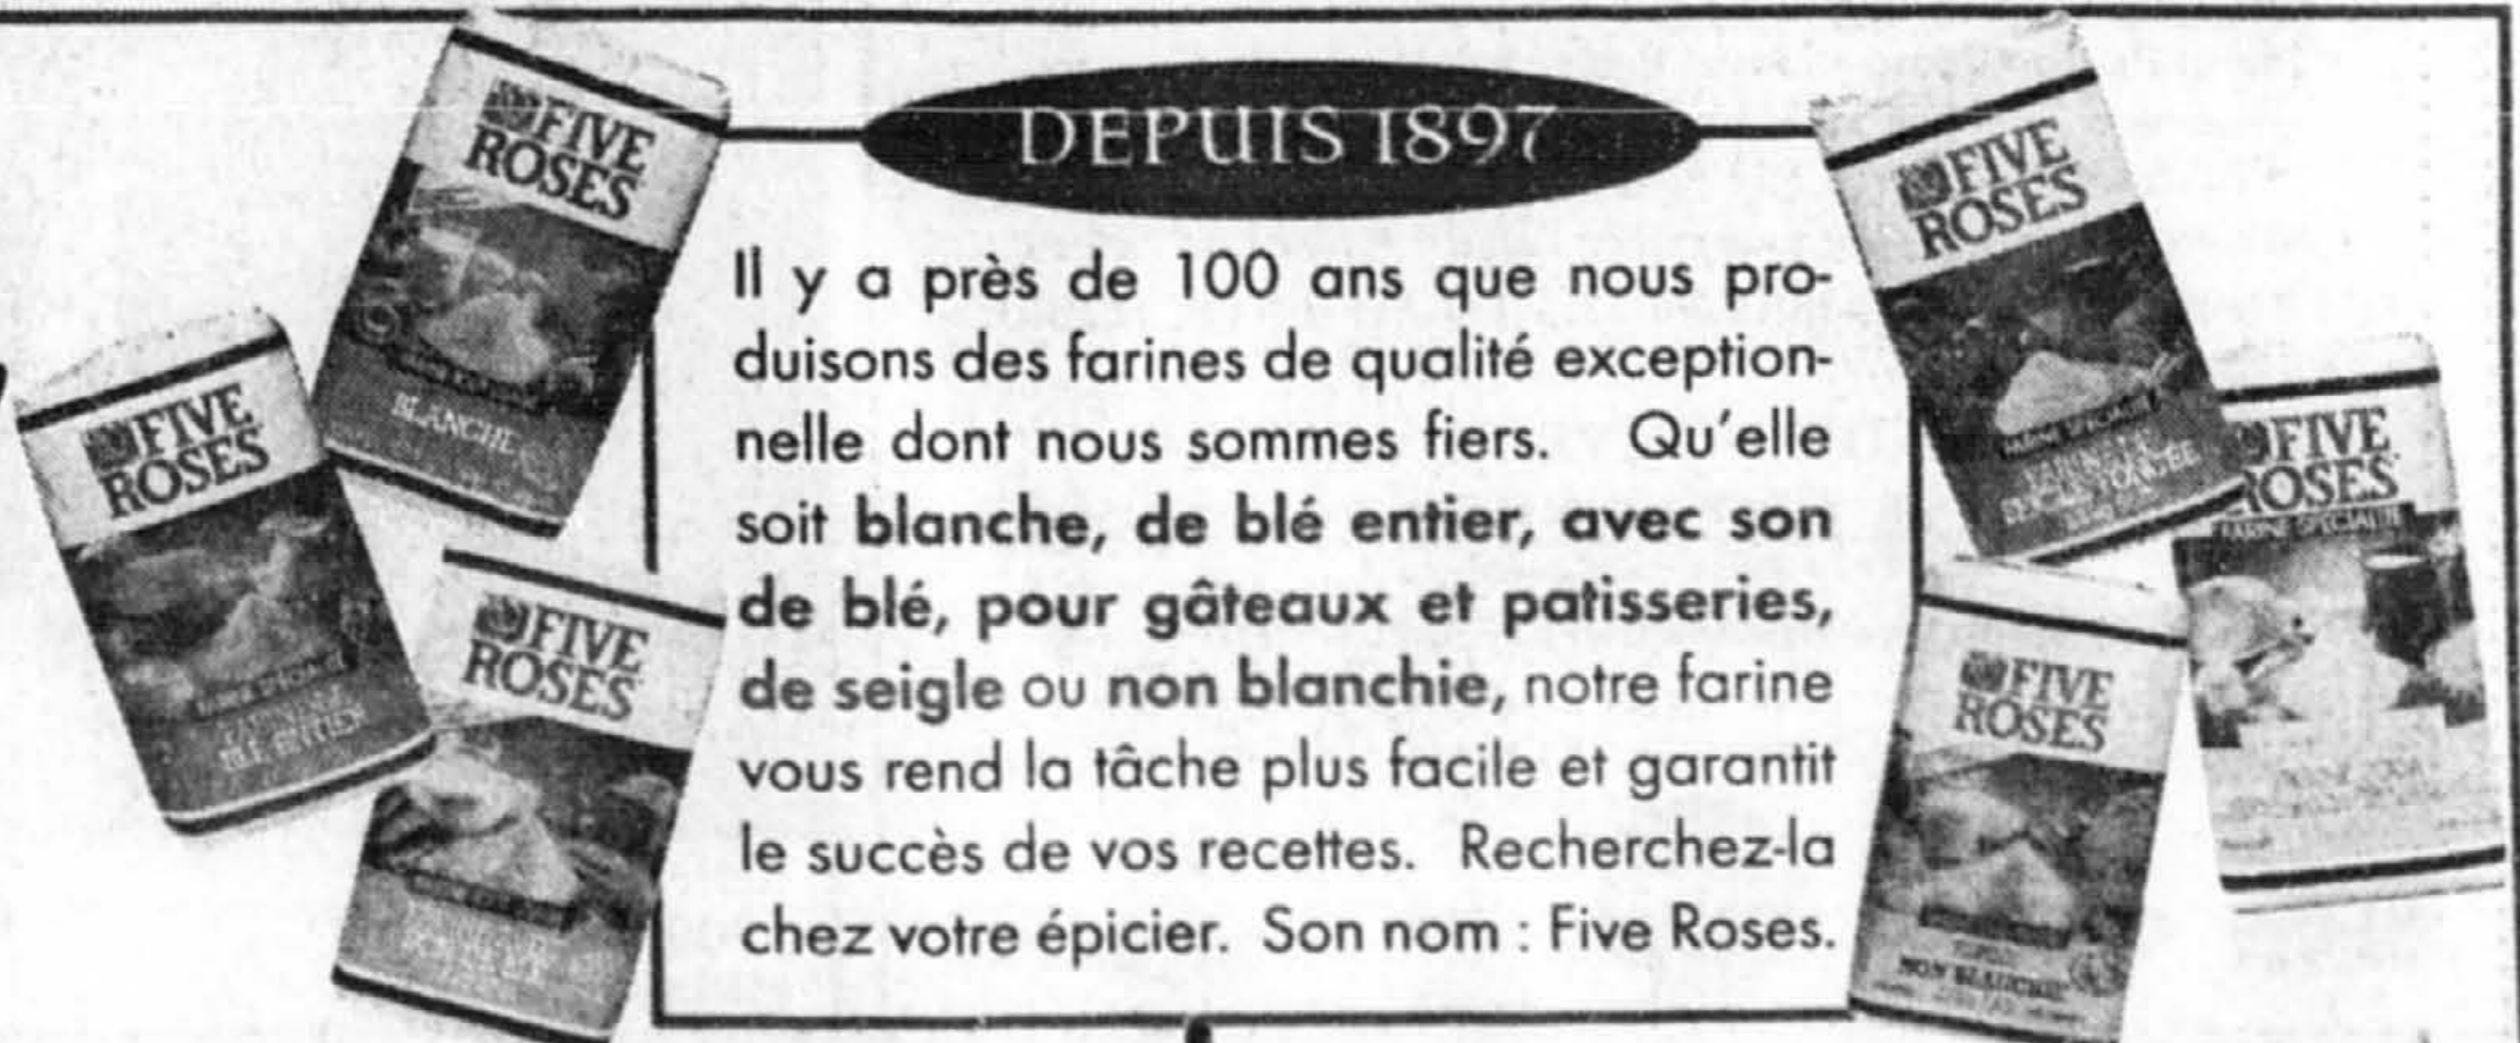 DEPUIS 1897
Il y a près de 100 ans que nous pro-
duisons des farines de qualité exception-
nelle dont nous sommes fiers. Qu'elle
soit blanche, de blé entier, avec son
de blé, pour gâteaux et patisseries,
de seigle ou non blanchie, notre farine
vous rend la tâche plus facile et garantit
le succès de vos recettes. Recherchez-la
chez votre épicier. Son nom : Five Roses.
FIVE
ROSES
BLANCHE
FIVE
ROSES
BLÉ ENTIER
FIVE
ROSES
FIVE
ROSES
FIVE
ROSES
FARINE SPÉCIALITÉ
FIVE
ROSES
NON BLANCHIE